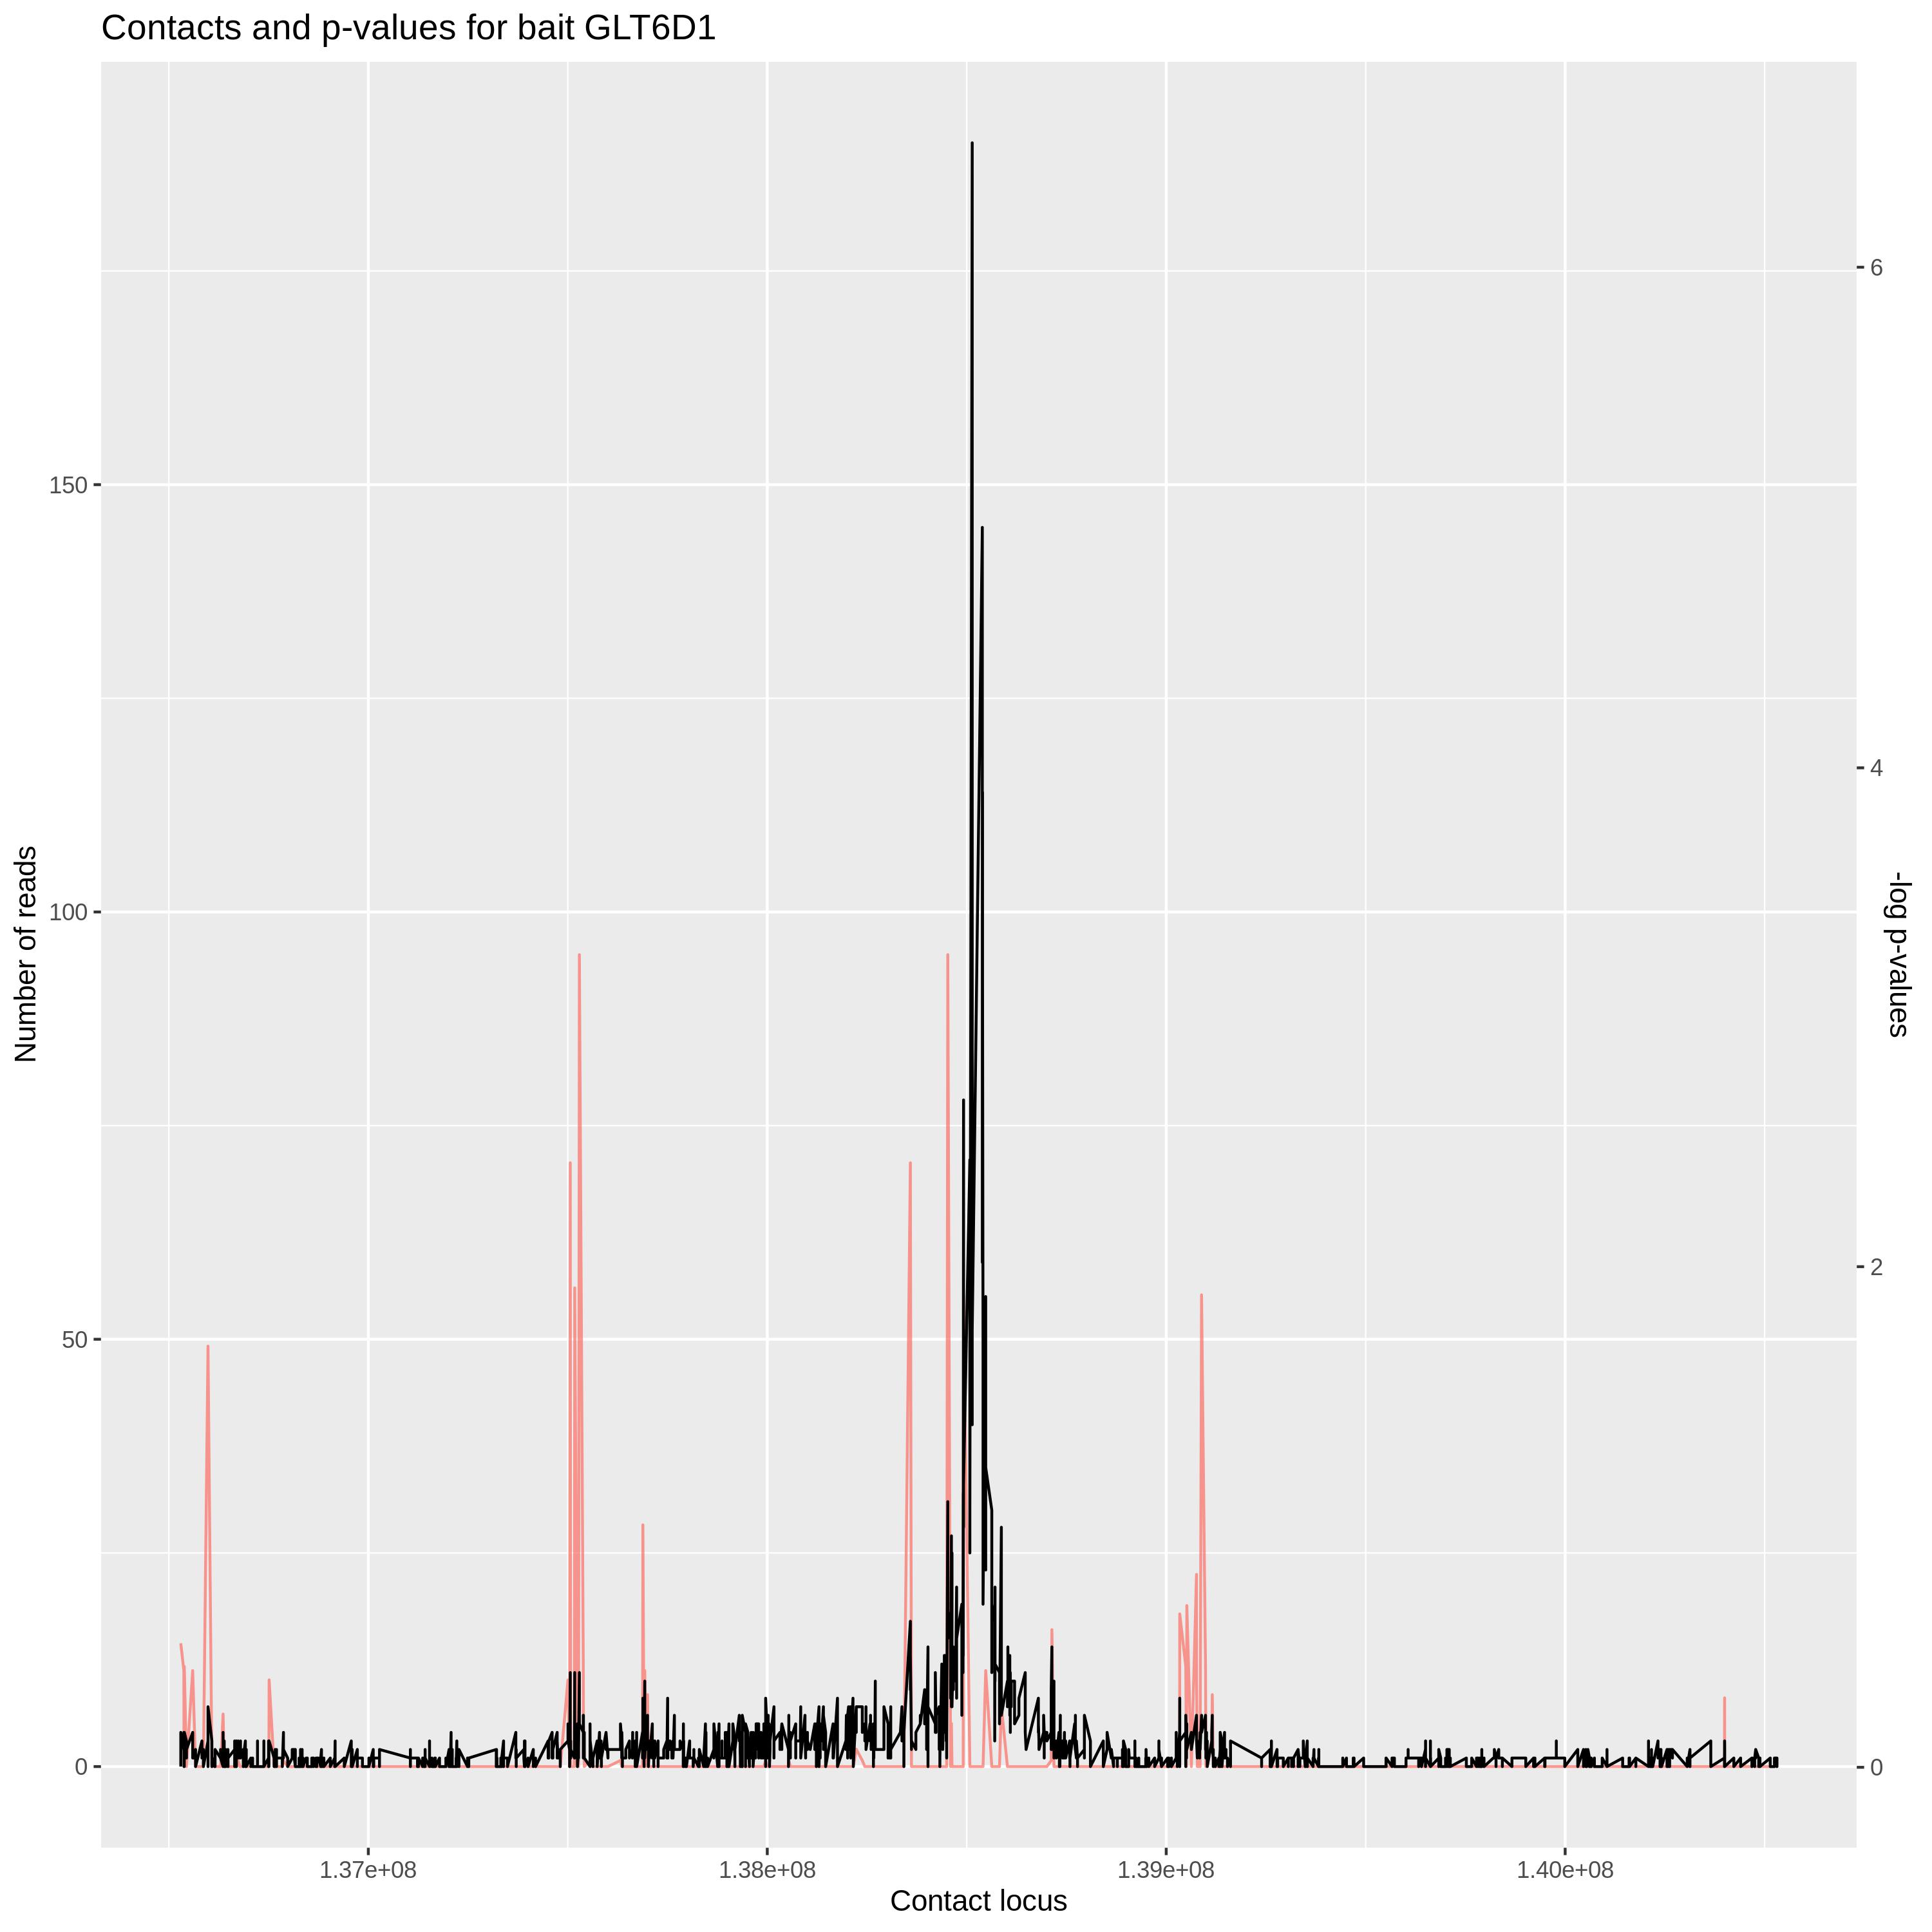 Contacts and p-values for bait GLT6D1
150
100
50
0
Number of reads
6
4
2
0
-log p-values
1.37e+08
1.38e+08
1.39e+08
1.40e+08
Contact locus